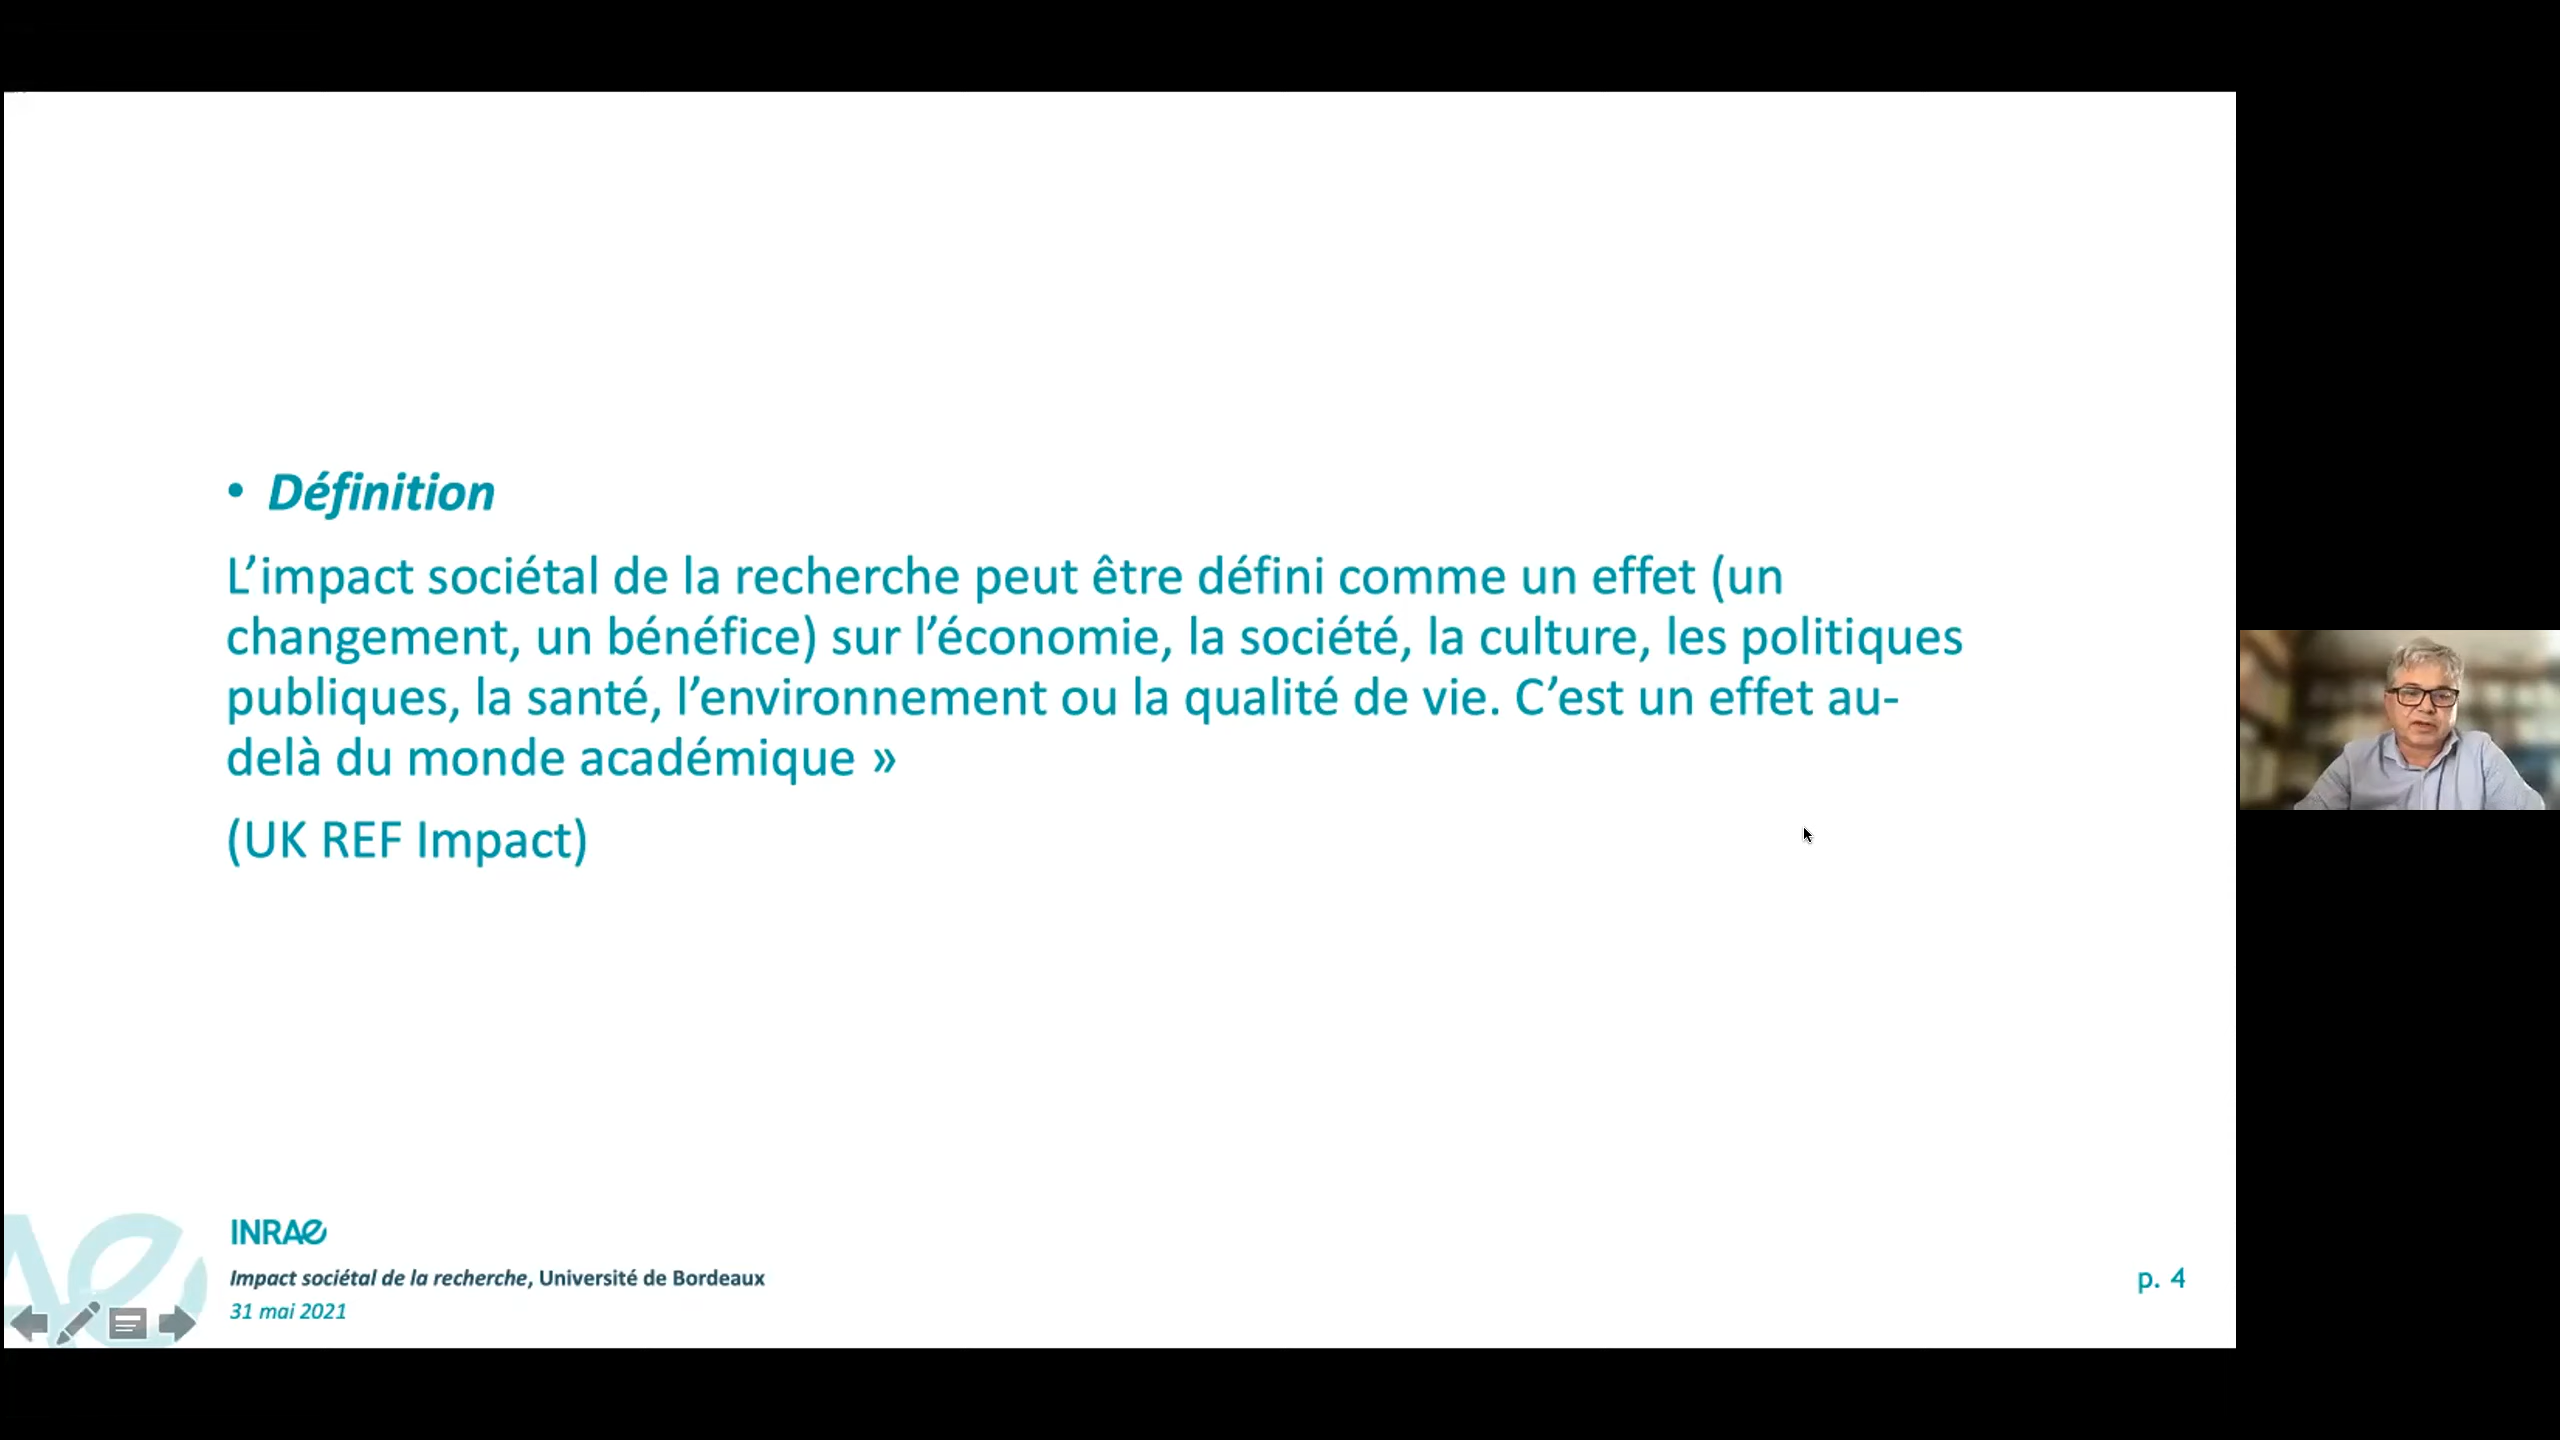 • Définition
L’impact sociétal de la recherche peut être défini comme un effet (un
changement, un bénéfice) sur l’économie, la société, la culture, les politiques
publiques, la santé, l’environnement ou la qualité de vie. C’est un effet au-
delà du monde académique »
(UK REF Impact)
INRAE
Impact sociétal de la recherche, Université de Bordeaux
31 mai 2021
p. 4